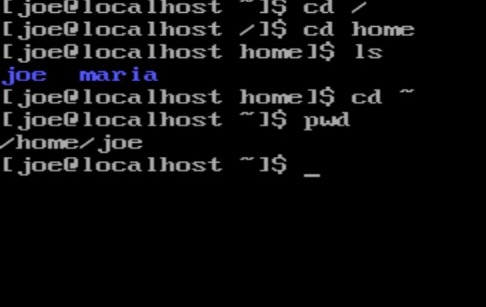 [joe@localhost ~]$ cd /
[joe@localhost /]$ cd home
[joe@localhost home]$ ls
joe  maria
[joe@localhost home]$ cd ~
[joe@localhost ~]$ pwd
/home/joe
[joe@localhost ~]$ _